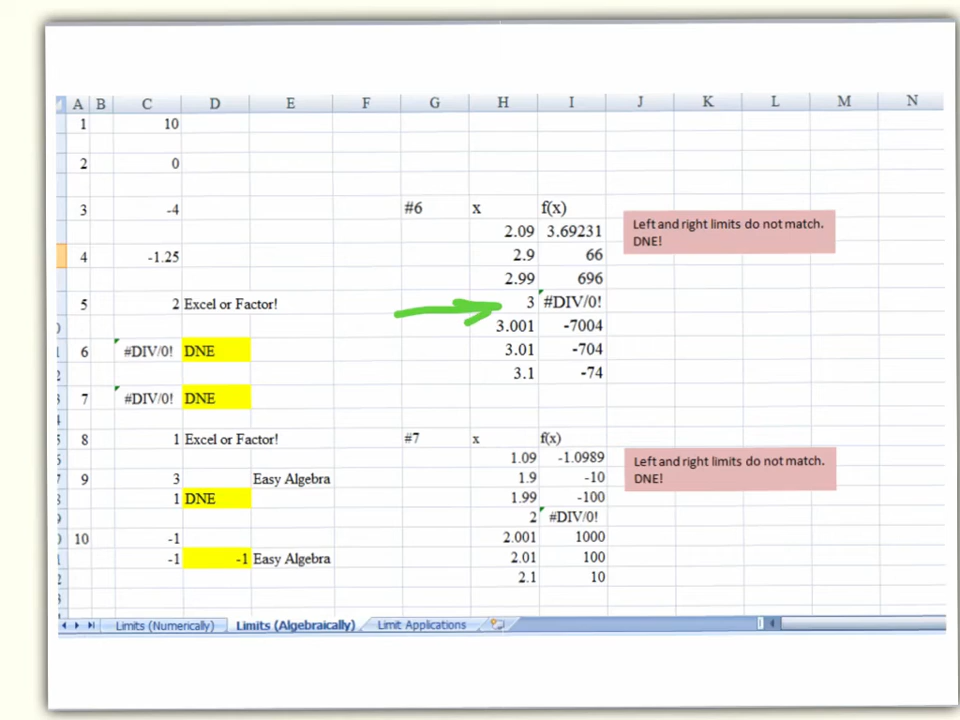 A B C D E F G H I J K L M N
1 10
2 0
3 -4 #6 x f(x)
2.09 3.69231 Left and right limits do not match.
DNE!
4 -1.25 2.9 66
2.99 696
5 2 Excel or Factor! 3 #DIV/0!
3.001 -7004
6 #DIV/0! DNE 3.01 -704
3.1 -74
7 #DIV/0! DNE
8 1 Excel or Factor! #7 x f(x)
1.09 -1.0989 Left and right limits do not match.
9 3 Easy Algebra 1.9 -10 DNE!
1 DNE 1.99 -100
2 #DIV/0!
10 -1 2.001 1000
-1 -1 Easy Algebra 2.01 100
2.1 10
Limits (Numerically) Limits (Algebraically) Limit Applications